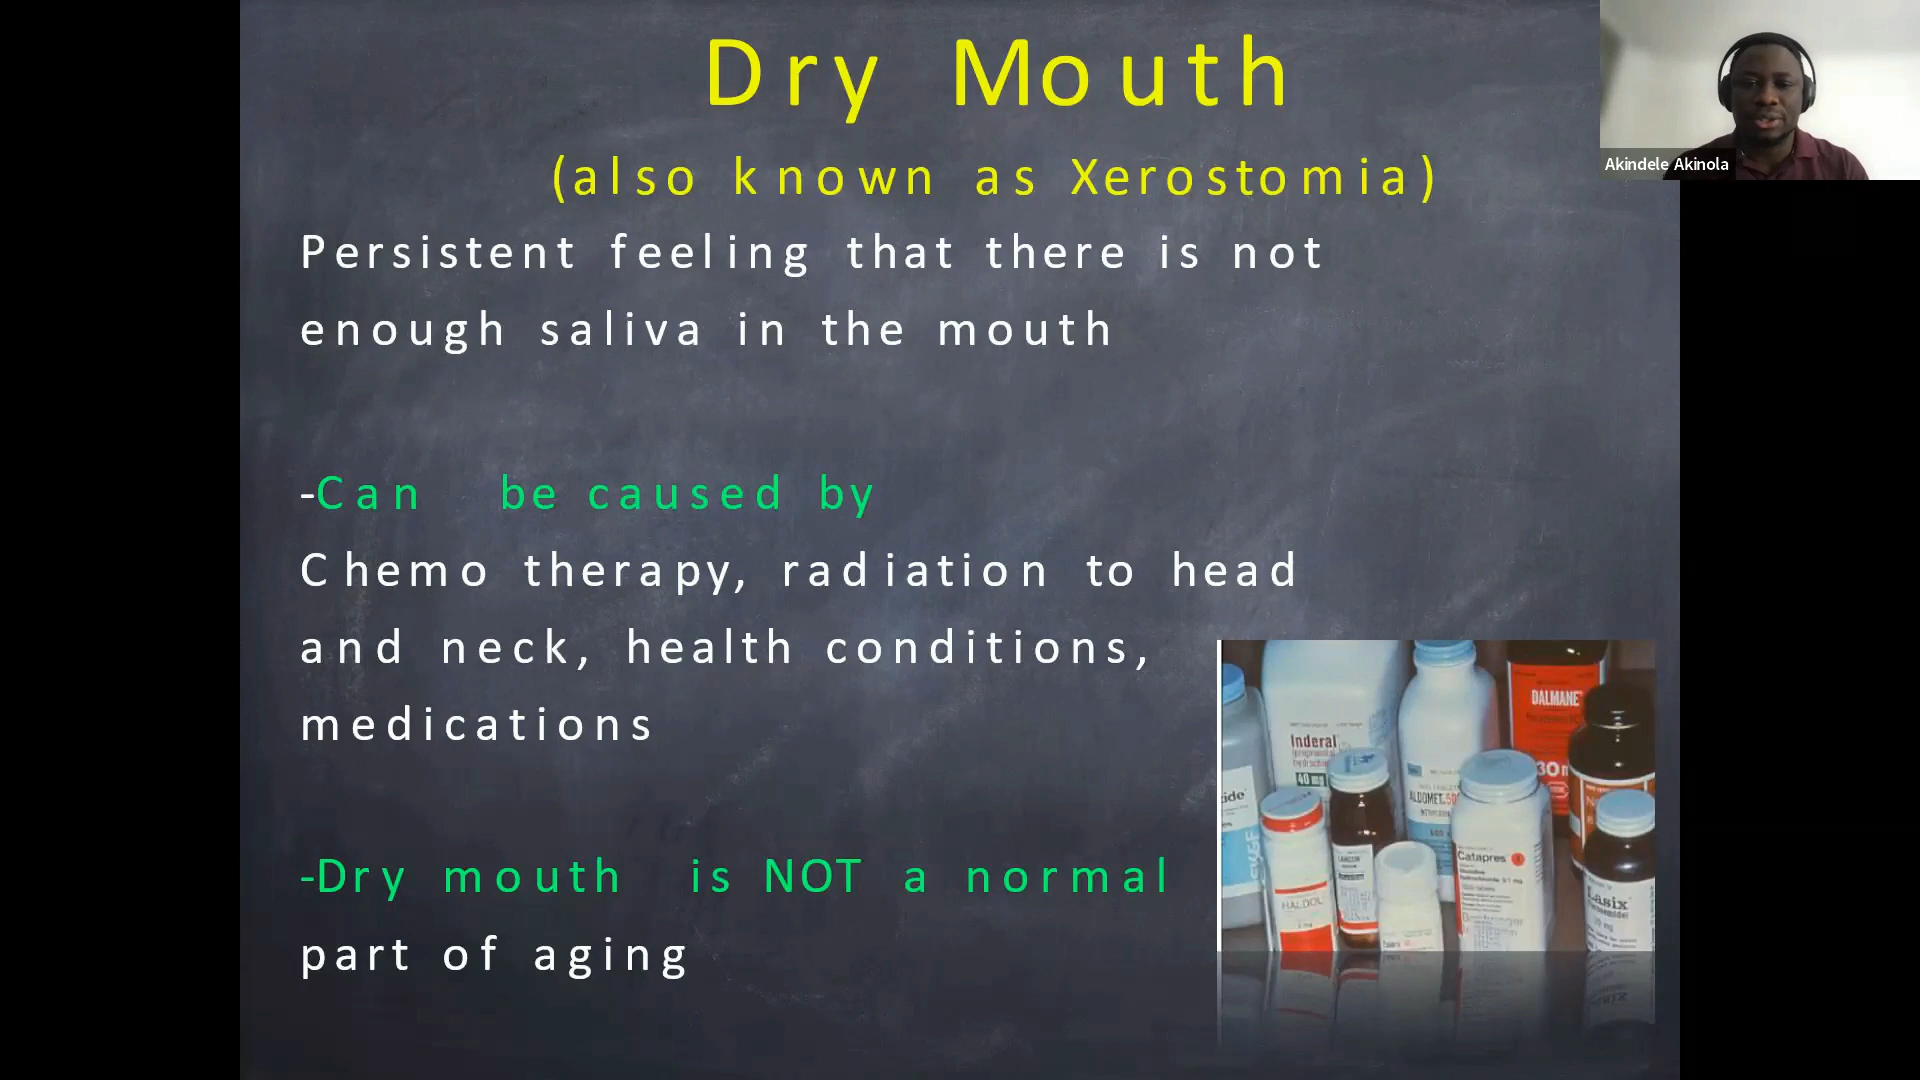 Dry Mouth
(also known as Xerostomia)
Akindele Akinola
Persistent feeling that there is not
enough saliva in the mouth
-Can be caused by
Chemo therapy, radiation to head
and neck, health conditions,
medications
-Dry mouth is NOT a normal
part of aging
DALMANE
Inderal
40 mg
ALDOMET
Catapres
HALDOL
Lasix